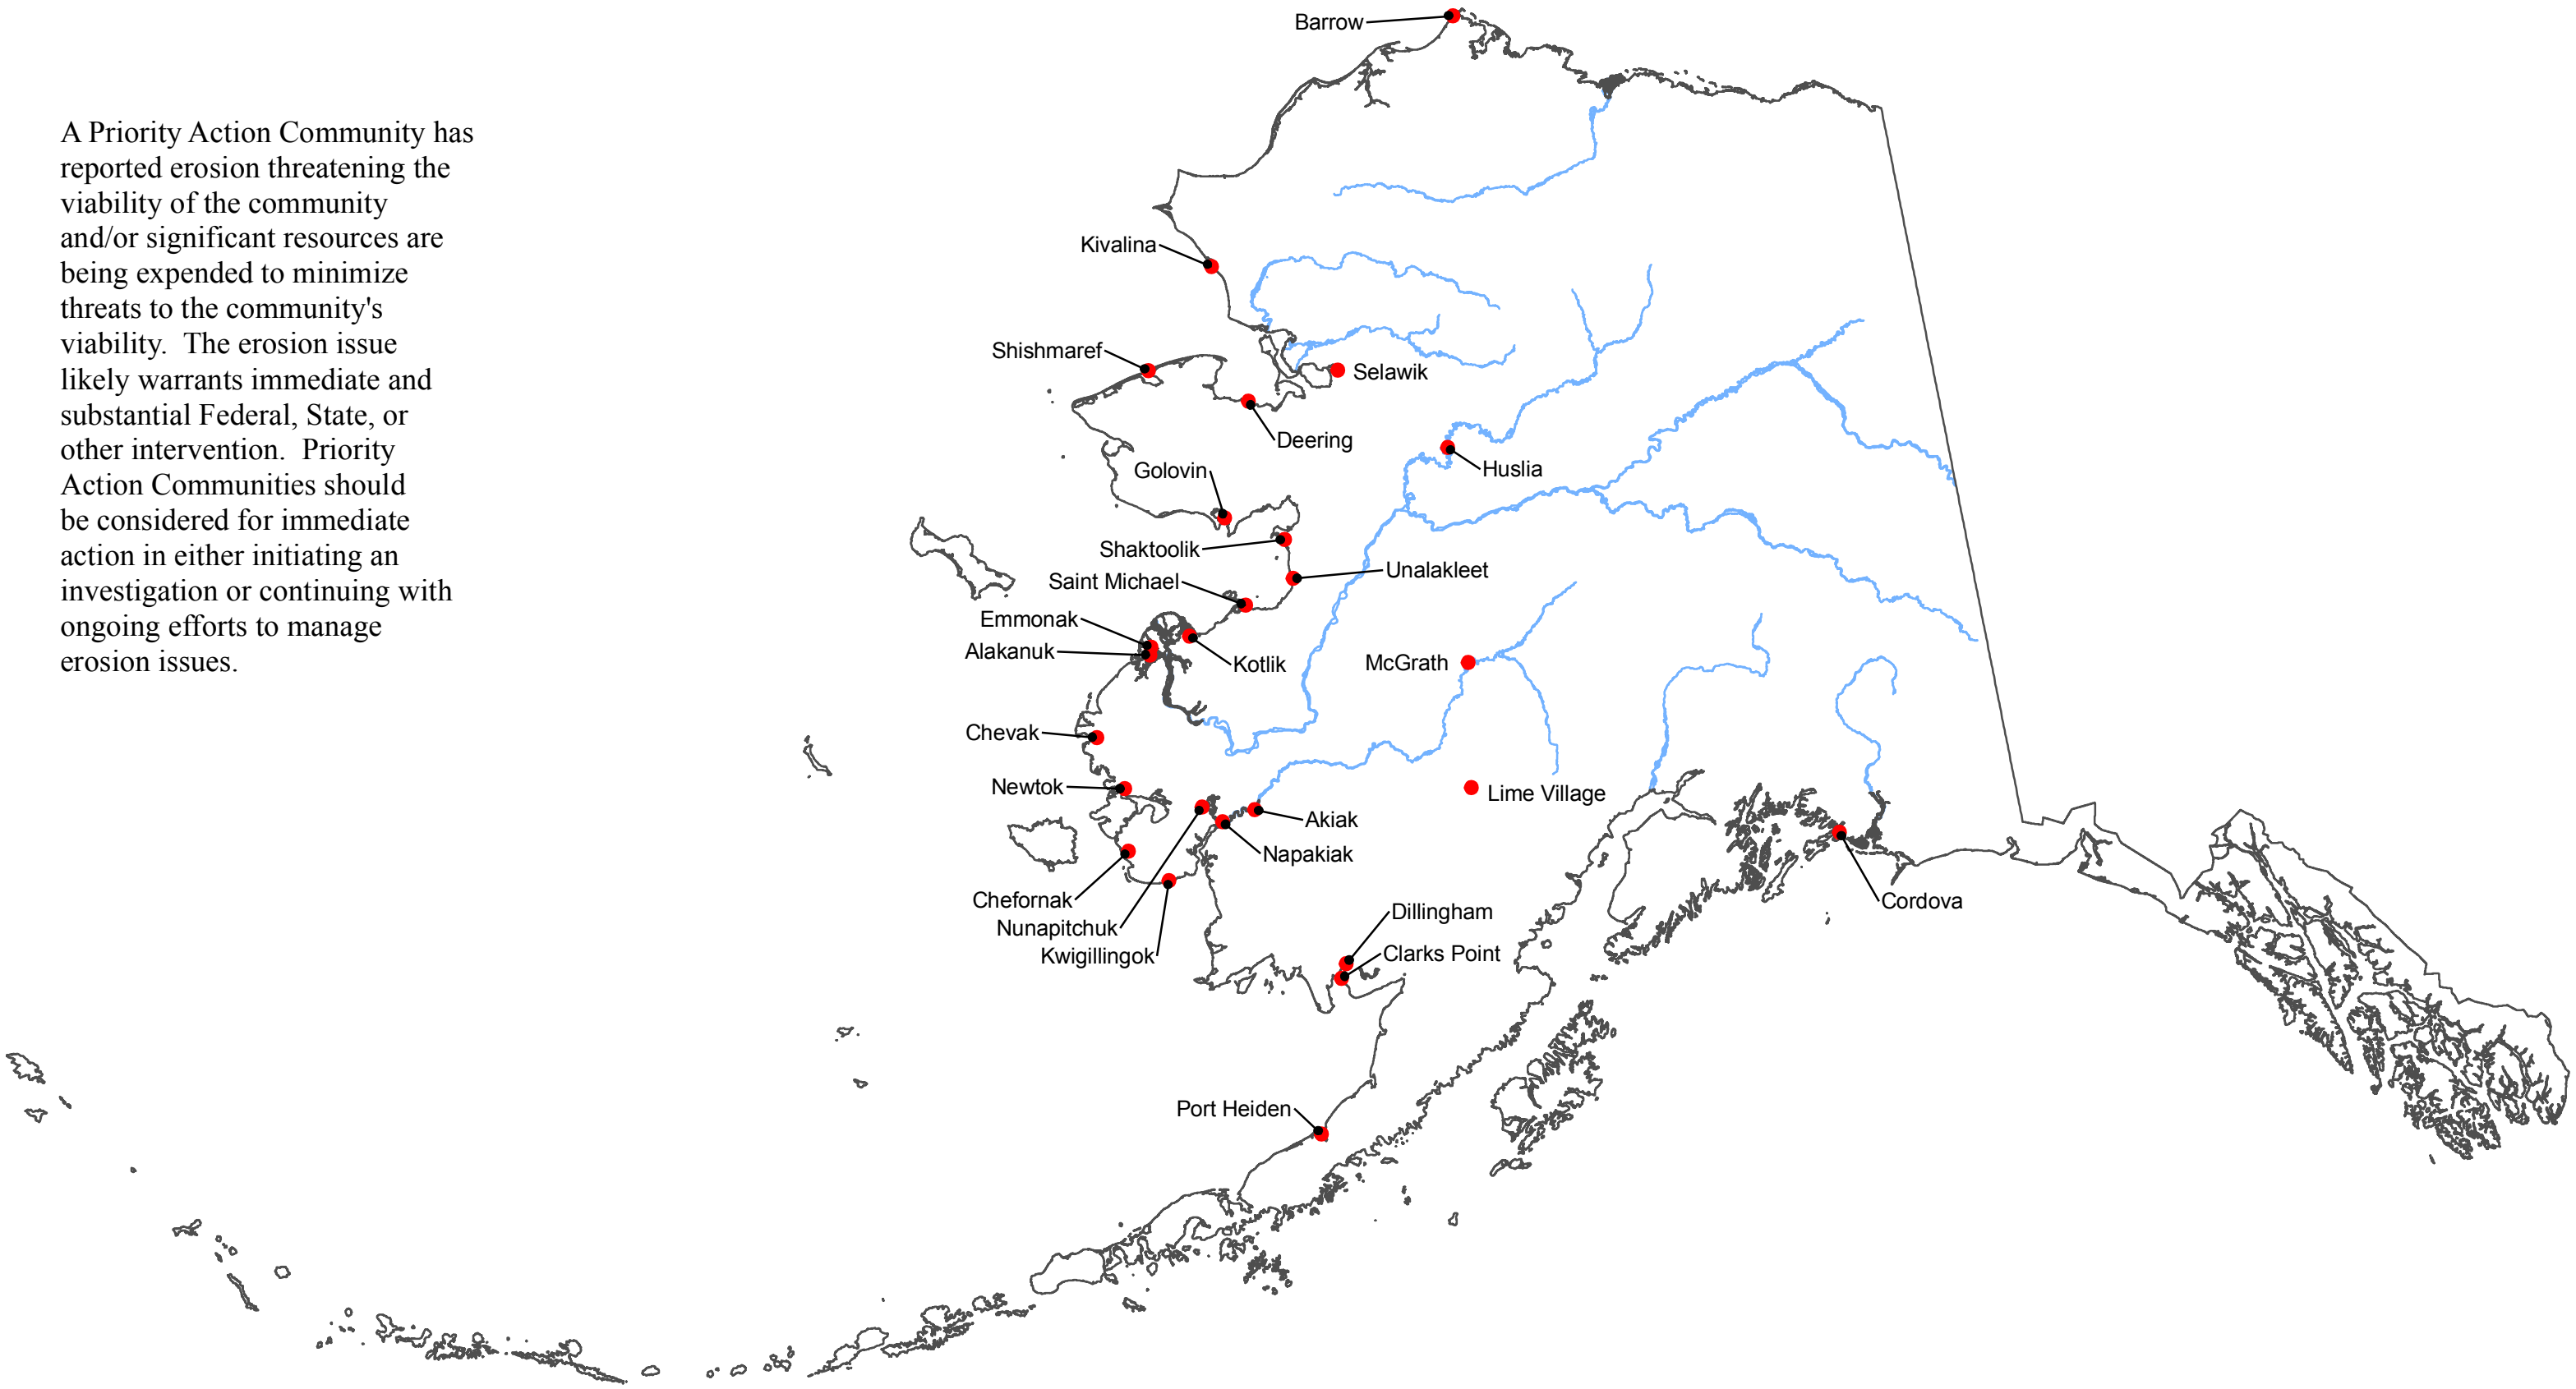 A Priority Action Community has
reported erosion threatening the
viability of the community
and/or significant resources are
being expended to minimize
threats to the community's
viability.  The erosion issue
likely warrants immediate and
substantial Federal, State, or
other intervention.  Priority
Action Communities should
be considered for immediate
action in either initiating an
investigation or continuing with
ongoing efforts to manage
erosion issues.
Barrow
Kivalina
Shishmaref
Selawik
Deering
Huslia
Golovin
Shaktoolik
Unalakleet
Saint Michael
Emmonak
Alakanuk
Kotlik
McGrath
Chevak
Newtok
Lime Village
Akiak
Napakiak
Chefornak
Nunapitchuk
Kwigillingok
Cordova
Dillingham
Clarks Point
Port Heiden